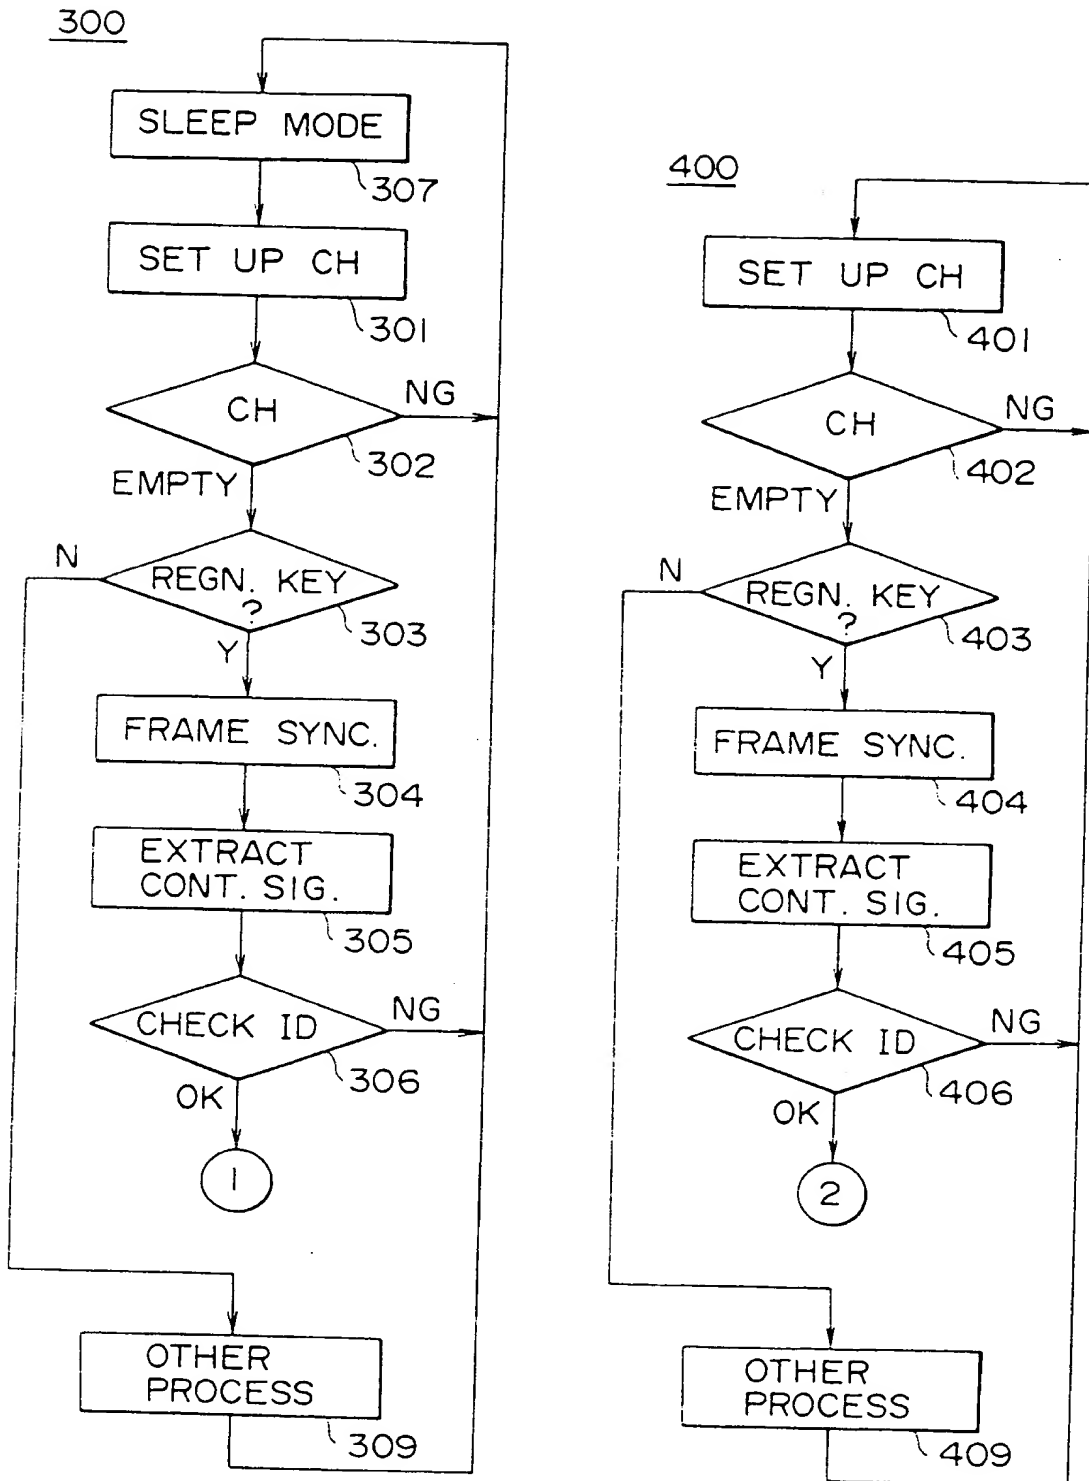 300
SLEEP MODE
307
SET UP CH
301
CH
NG
302
EMPTY
N
REGN. KEY
?
303
Y
FRAME SYNC.
304
EXTRACT
CONT. SIG.
305
CHECK ID
NG
306
OK
1
OTHER
PROCESS
309
400
SET UP CH
401
CH
NG
402
EMPTY
N
REGN. KEY
?
403
Y
FRAME SYNC.
404
EXTRACT
CONT. SIG.
405
CHECK ID
NG
406
OK
2
OTHER
PROCESS
409